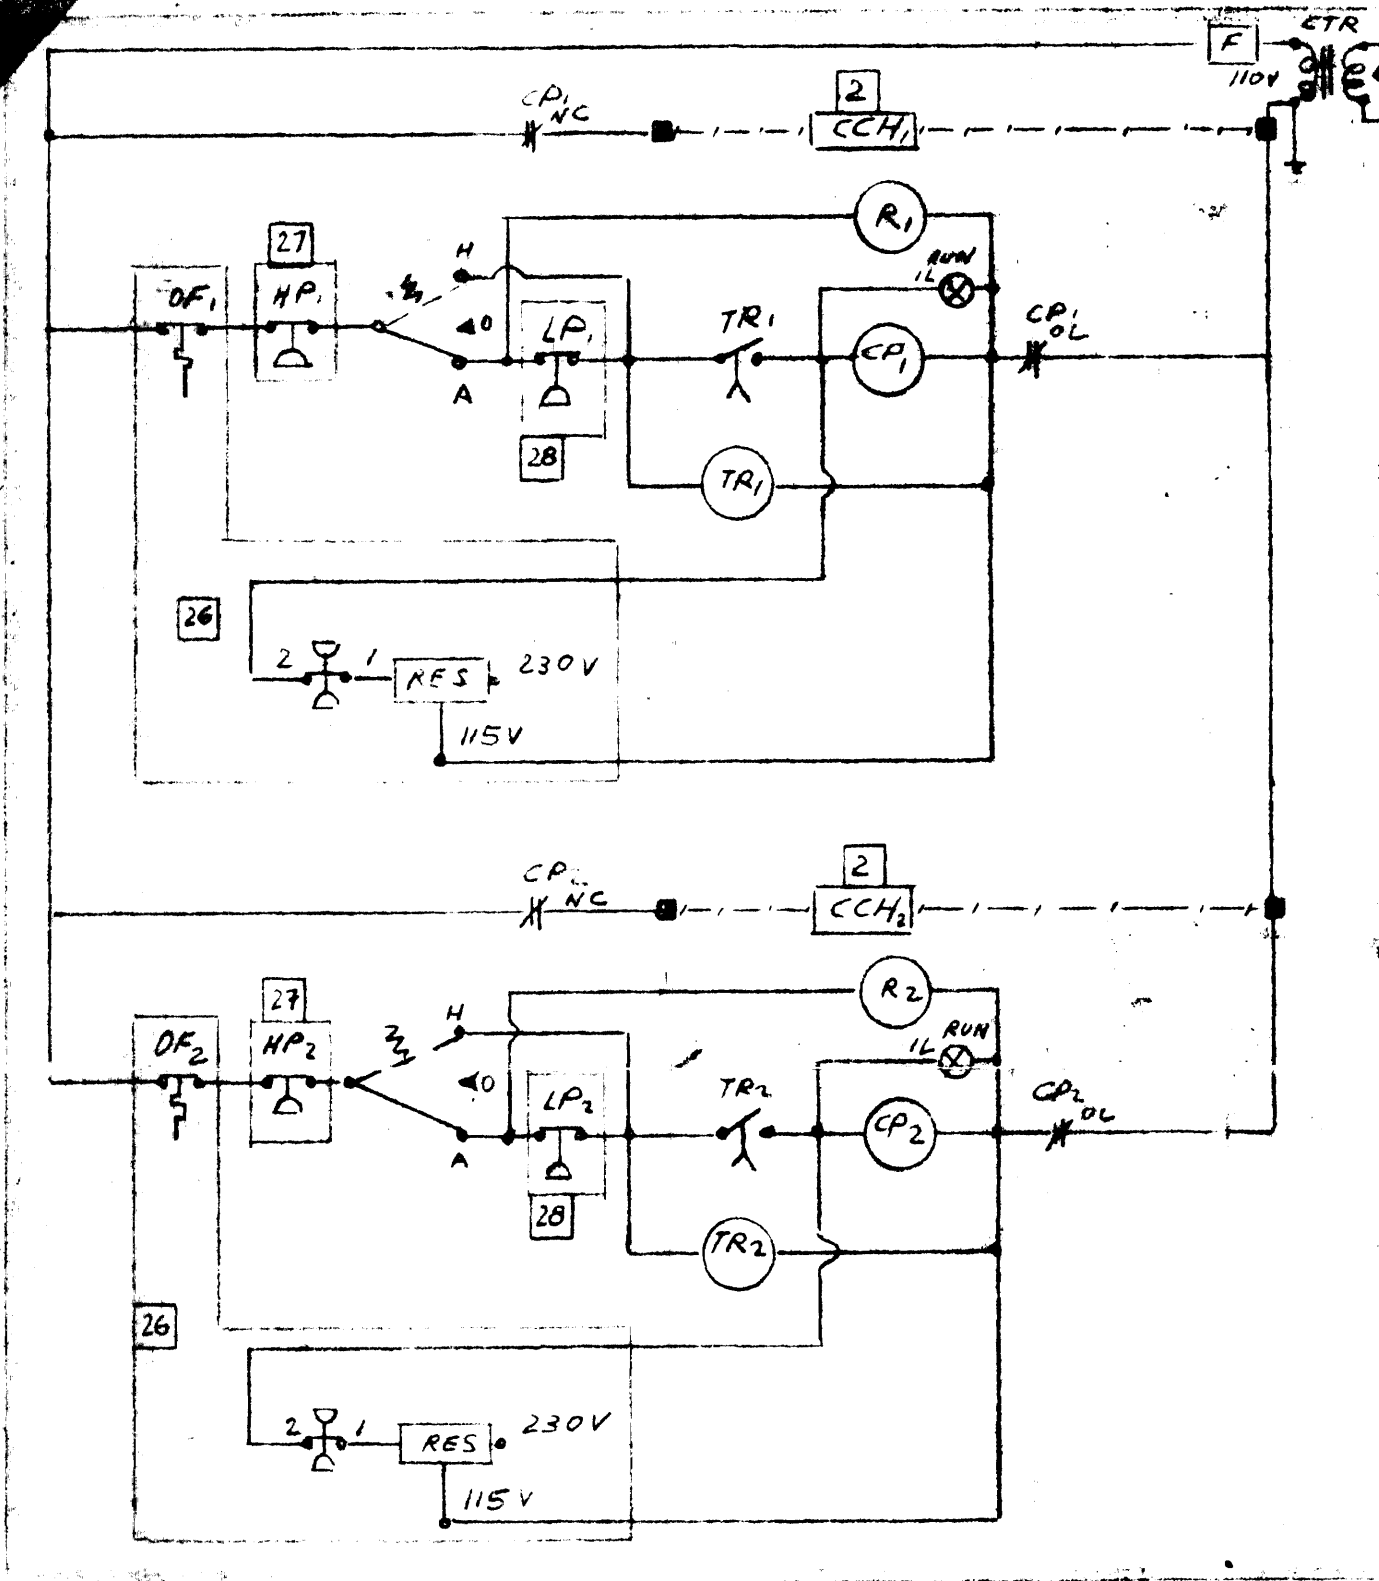 CTR
F
110V
2
CP1
NC
CCH1
R1
27
H
RUN
1L
OF1
HP1
O
LP1
TR1
CP1
OL
CP1
A
28
TR1
26
2
1
RES
230V
115V
2
CP2
NC
CCH2
R2
27
H
RUN
1L
OF2
HP2
O
LP2
TR2
CP2
OL
CP2
A
28
TR2
26
2
1
RES
230V
115V